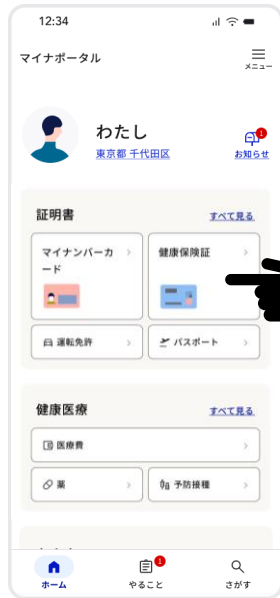 12:34
マイナポータル
メニュー
わたし
東京都 千代田区
1
お知らせ
証明書
すべて見る
マイナンバーカ
ード
健康保険証
運転免許
パスポート
健康医療
すべて見る
医療費
薬
予防接種
ホーム
1
やること
さがす